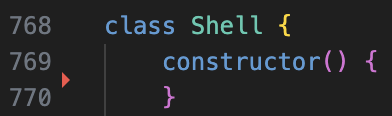 768 class Shell {
769     constructor() {
770     }